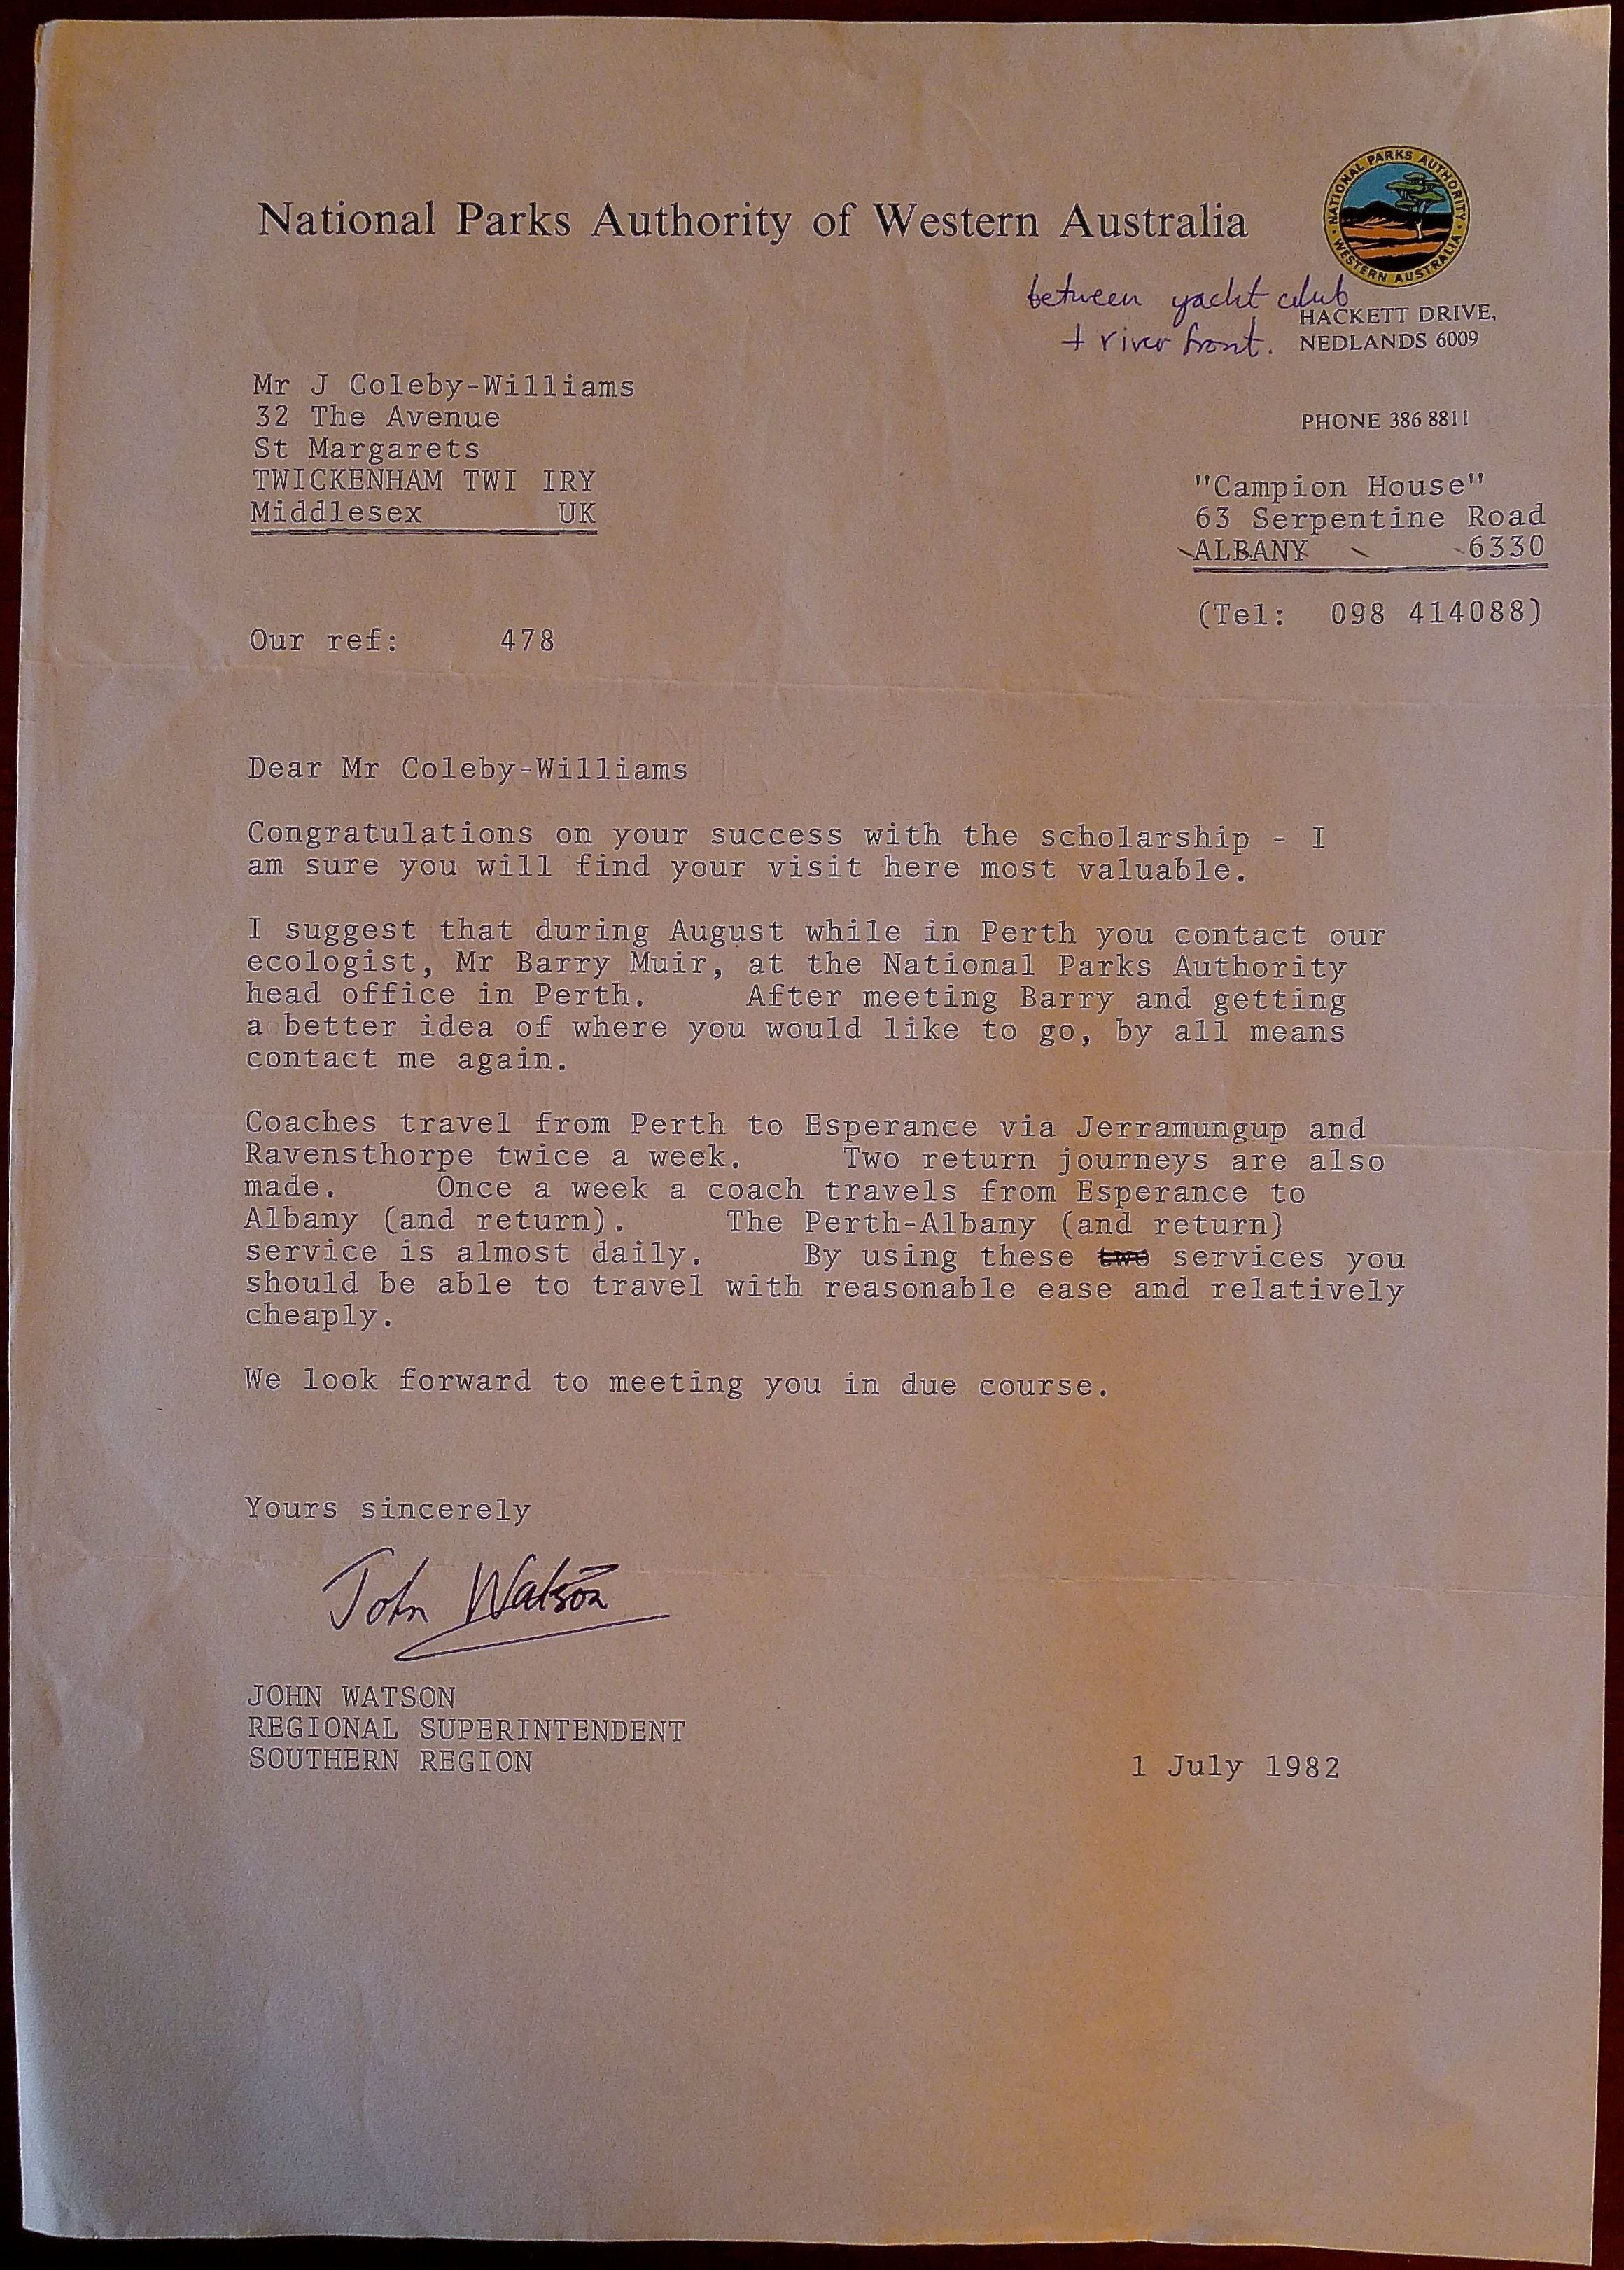 National Parks Authority of Western Australia
NATIONAL PARKS AUTHORITY
WESTERN AUSTRALIA
between yacht club
+ river front.
HACKETT DRIVE,
NEDLANDS 6009
PHONE 386 8811
Mr J Coleby-Williams
32 The Avenue
St Margarets
TWICKENHAM TWI IRY
Middlesex UK
"Campion House"
63 Serpentine Road
ALBANY 6330
(Tel: 098 414088)
Our ref: 478
Dear Mr Coleby-Williams
Congratulations on your success with the scholarship - I
am sure you will find your visit here most valuable.
I suggest that during August while in Perth you contact our
ecologist, Mr Barry Muir, at the National Parks Authority
head office in Perth. After meeting Barry and getting
a better idea of where you would like to go, by all means
contact me again.
Coaches travel from Perth to Esperance via Jerramungup and
Ravensthorpe twice a week. Two return journeys are also
made. Once a week a coach travels from Esperance to
Albany (and return). The Perth-Albany (and return)
service is almost daily. By using these two services you
should be able to travel with reasonable ease and relatively
cheaply.
We look forward to meeting you in due course.
Yours sincerely
John Watson
JOHN WATSON
REGIONAL SUPERINTENDENT
SOUTHERN REGION
1 July 1982